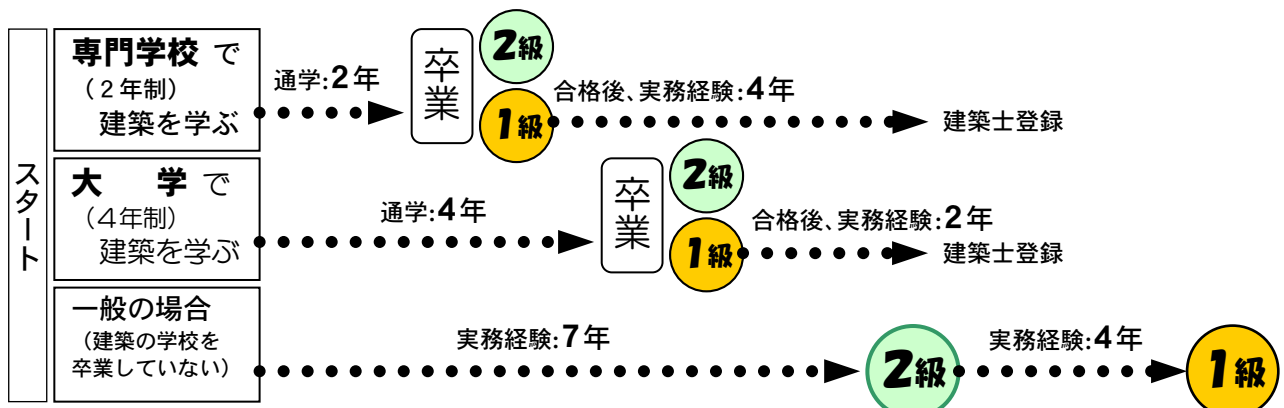 スタート
専門学校 で
（２年制）
建築を学ぶ
通学:2年
卒業
2級
1級
合格後、実務経験:4年
建築士登録
大　学 で
（4年制）
建築を学ぶ
通学:4年
卒業
2級
1級
合格後、実務経験:2年
建築士登録
一般の場合
（建築の学校を
卒業していない）
実務経験:7年
2級
実務経験:4年
1級